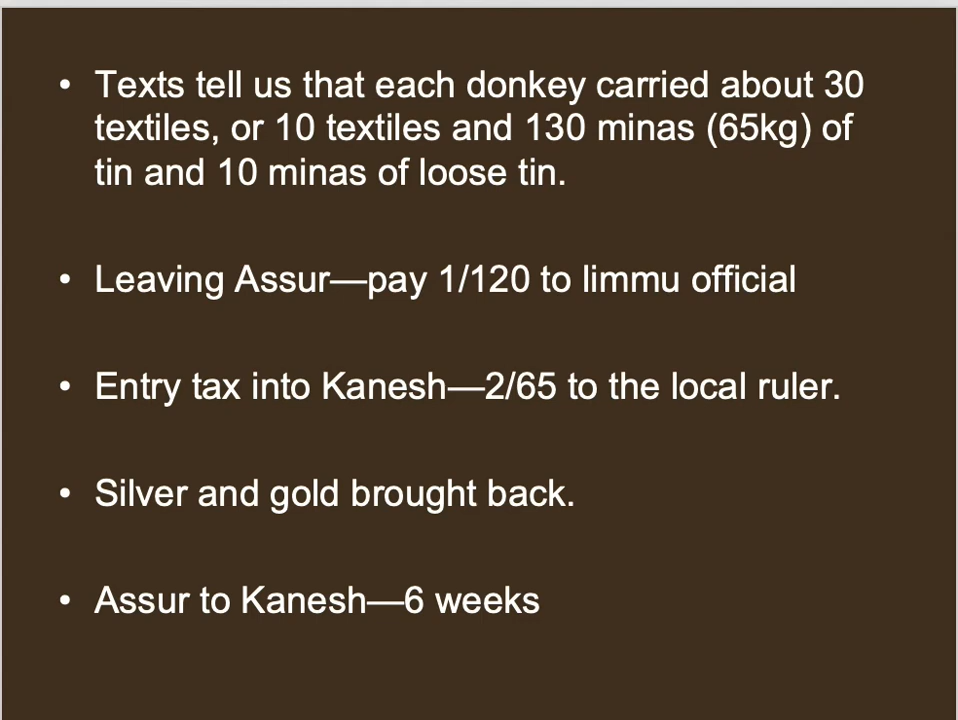 • Texts tell us that each donkey carried about 30
textiles, or 10 textiles and 130 minas (65kg) of
tin and 10 minas of loose tin.
• Leaving Assur—pay 1/120 to limmu official
• Entry tax into Kanesh—2/65 to the local ruler.
• Silver and gold brought back.
• Assur to Kanesh—6 weeks